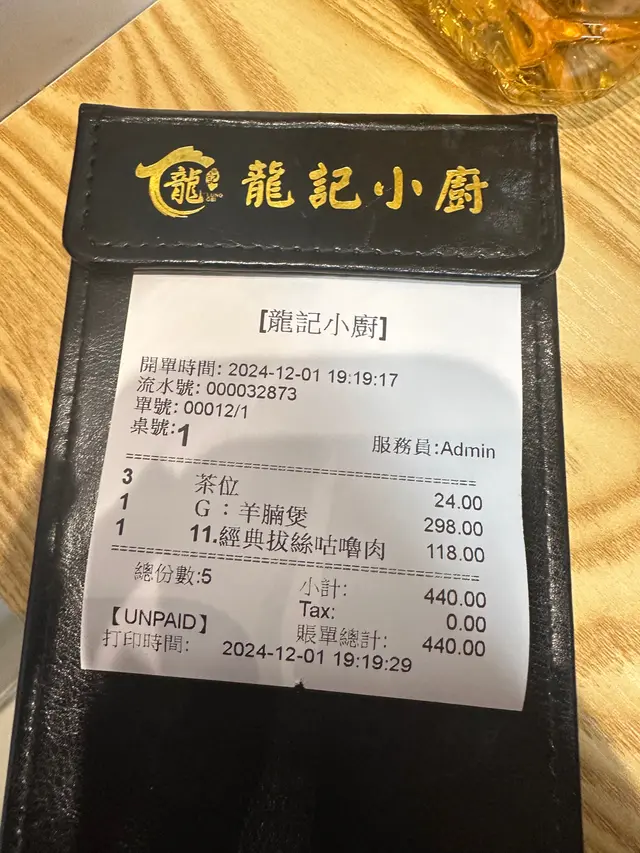 龍
龍記小廚
[龍記小廚]
開單時間: 2024-12-01 19:19:17
流水號: 000032873
單號: 00012/1
桌號:1 服務員:Admin
3 茶位 24.00
1 G：羊腩煲 298.00
1 11.經典拔絲咕嚕肉 118.00
總份數:5 小計: 440.00
Tax: 0.00
【UNPAID】 賬單總計: 440.00
打印時間: 2024-12-01 19:19:29